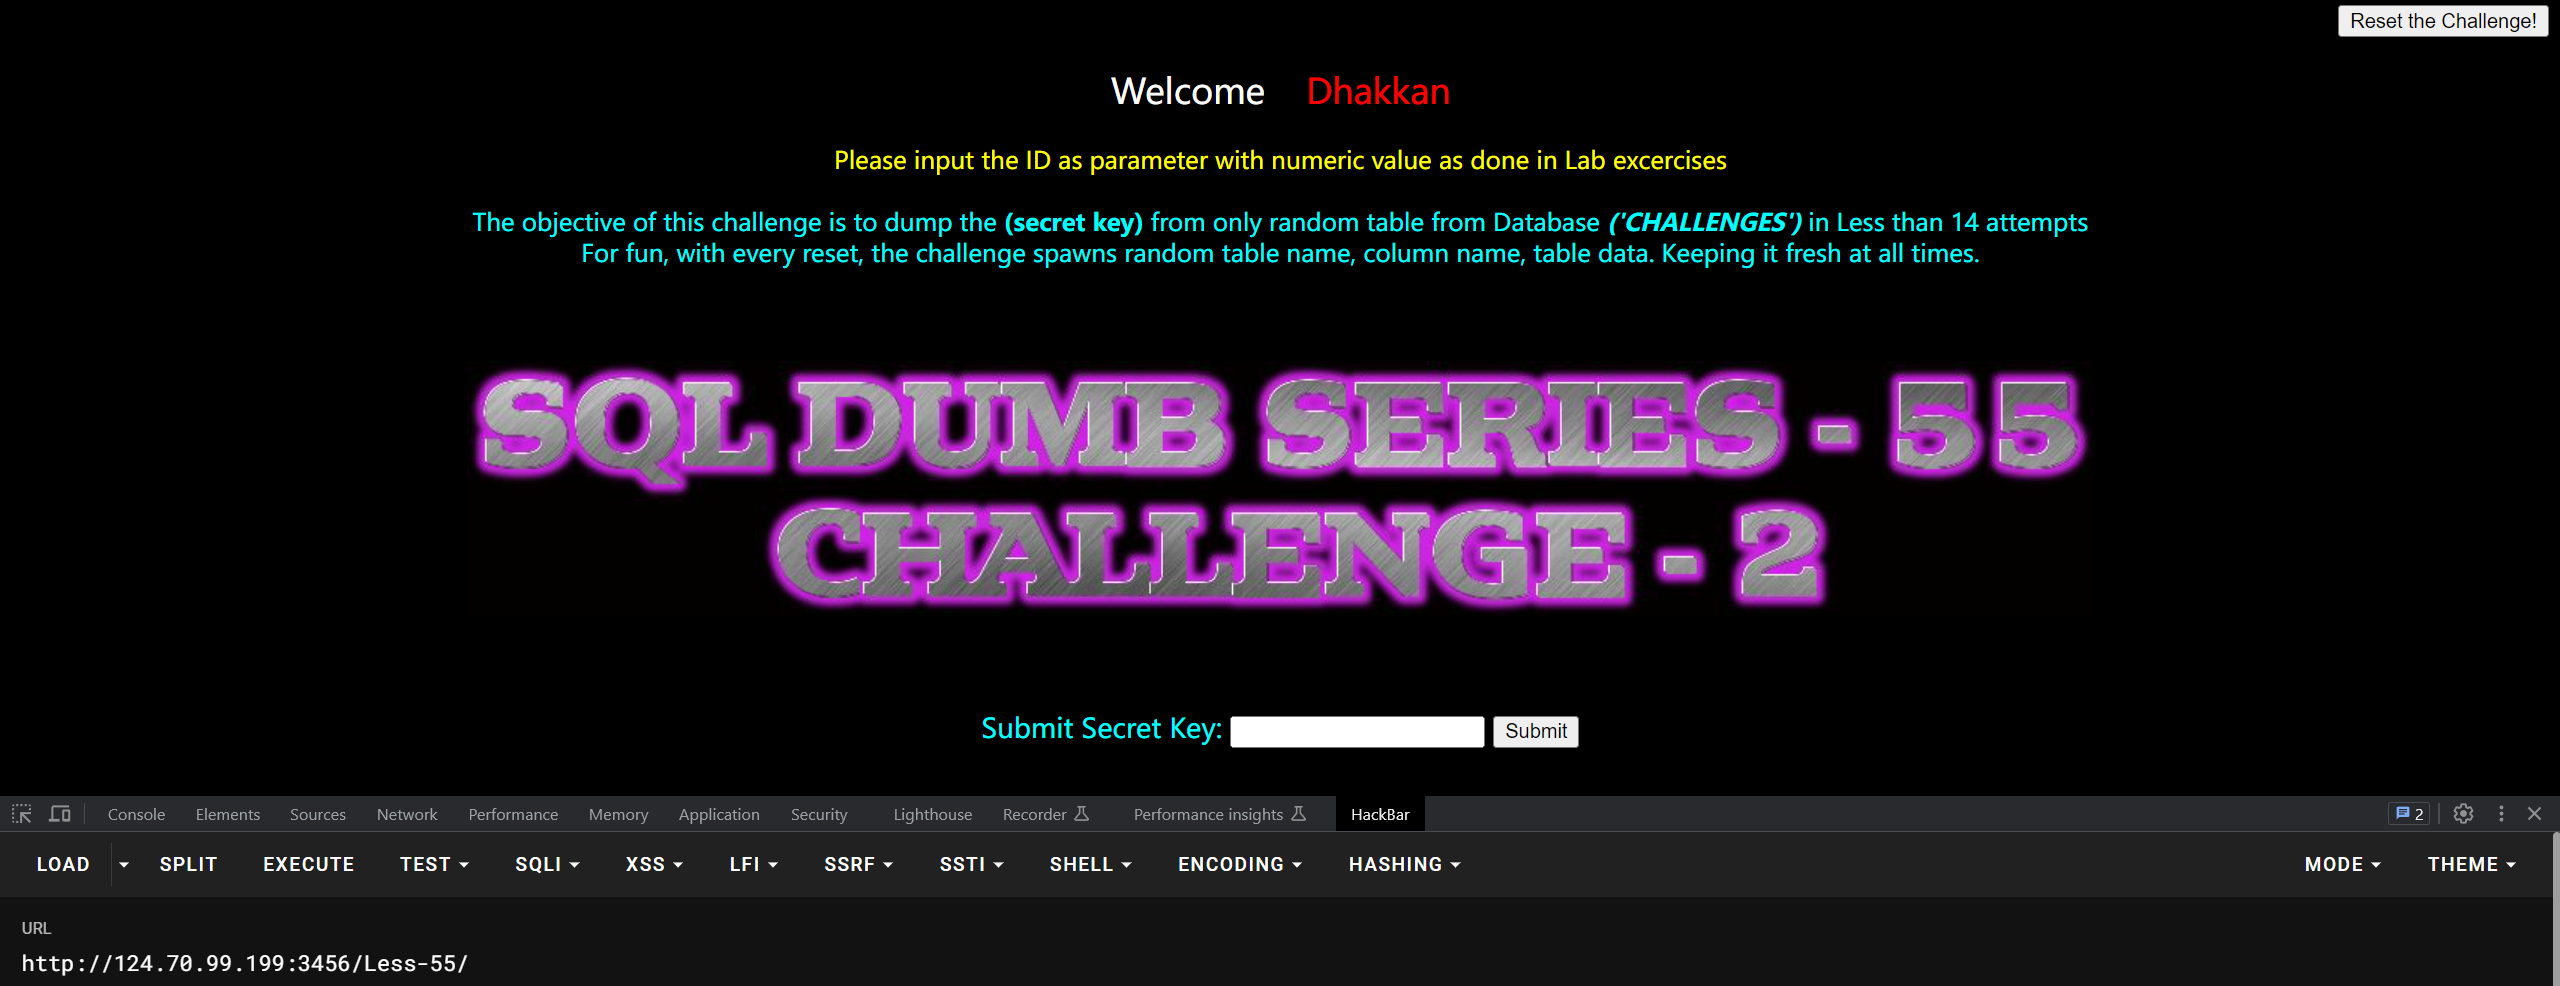 Reset the Challenge!
Welcome Dhakkan
Please input the ID as parameter with numeric value as done in Lab excercises
The objective of this challenge is to dump the (secret key) from only random table from Database ('CHALLENGES') in Less than 14 attempts
For fun, with every reset, the challenge spawns random table name, column name, table data. Keeping it fresh at all times.
SQL DUMB SERIES - 55
CHALLENGE - 2
Submit Secret Key: Submit
Console Elements Sources Network Performance Memory Application Security Lighthouse Recorder Performance insights HackBar 2
LOAD SPLIT EXECUTE TEST SQLI XSS LFI SSRF SSTI SHELL ENCODING HASHING MODE THEME
URL
http://124.70.99.199:3456/Less-55/